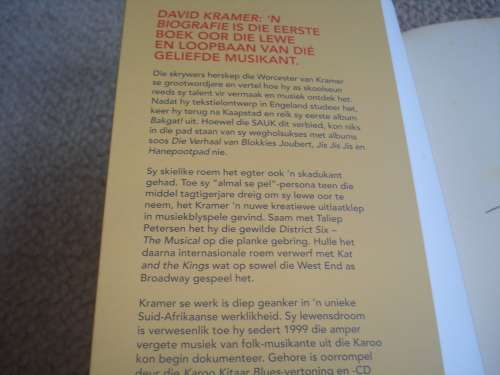 DAVID KRAMER: 'N
BIOGRAFIE IS DIE EERSTE
BOEK OOR DIE LEWE
EN LOOPBAAN VAN DIÉ
GELIEFDE MUSIKANT.
Die skrywers herskep die Worcester van Kramer
se grootwordjare en vertel hoe hy as skoolseun
reeds sy talent vir vermaak en musiek ontdek het.
Nadat hy tekstielontwerp in Engeland studeer het,
keer hy terug na Kaapstad en reik sy eerste album
Bakgat! uit. Hoewel die SAUK dit verbied, kon niks
in die pad staan van sy wegholsukses met albums
soos Die Verhaal van Blokkies Joubert, Jis Jis Jis en
Hanepootpad nie.
Sy skielike roem het egter ook 'n skadukant
gehad. Toe sy "almal se pel"-persona teen die
middel tagtigerjare dreig om sy lewe oor te
neem, het Kramer 'n nuwe kreatiewe uitlaatklep
in musiekblyspele gevind. Saam met Taliep
Petersen het hy die gewilde District Six –
The Musical op die planke gebring. Hulle het
daarna internasionale roem verwerf met Kat
and the Kings wat op sowel die West End as
Broadway gespeel het.
Kramer se werk is diep geanker in 'n unieke
Suid-Afrikaanse werklikheid. Sy lewensdroom
is verwesenlik toe hy sedert 1999 die amper
vergete musiek van folk-musikante uit die Karoo
kon begin dokumenteer. Gehore is oorrompel
deur die Karoo Kitaar Blues-vertoning en -CD